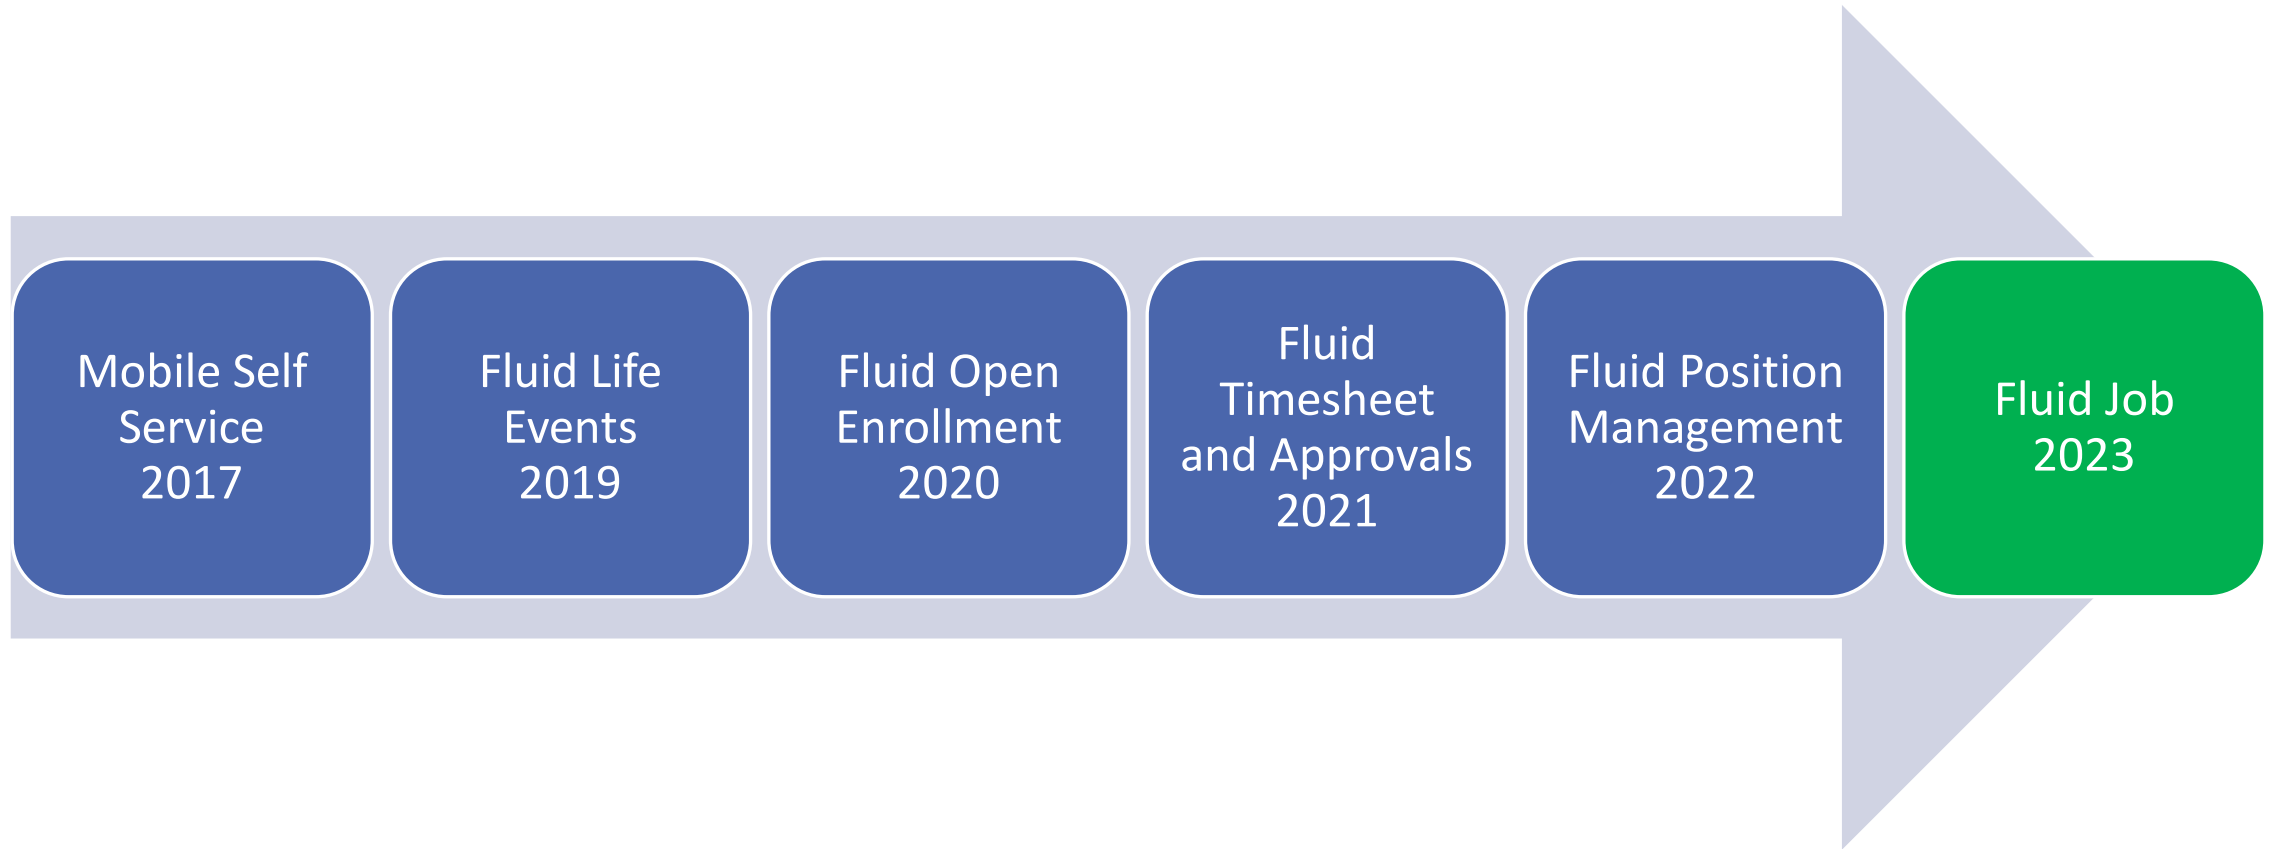 Mobile Self
Service
2017
Fluid Life
Events
2019
Fluid Open
Enrollment
2020
Fluid
Timesheet
and Approvals
2021
Fluid Position
Management
2022
Fluid Job
2023